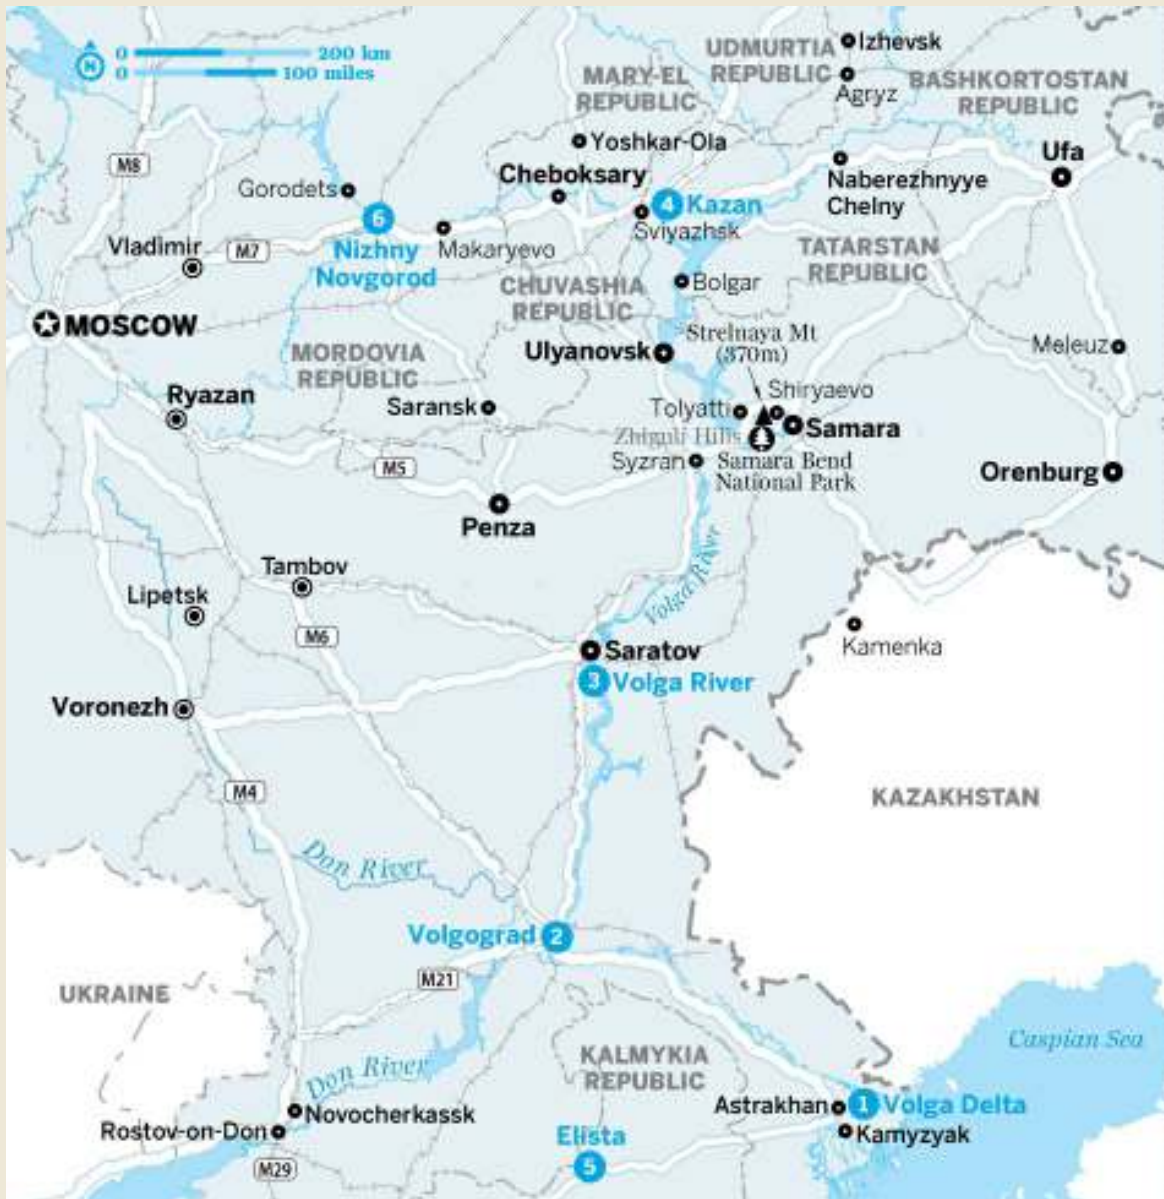 N
0 200 km
0 100 miles
UDMURTIA
REPUBLIC
Izhevsk
Agryz
MARY-EL
REPUBLIC
BASHKORTOSTAN
REPUBLIC
Yoshkar-Ola
Ufa
M8
Cheboksary
Naberezhnyye
Chelny
Gorodets
4 Kazan
Sviyazhsk
6
Nizhny
Novgorod
Makaryevo
Vladimir
M7
TATARSTAN
REPUBLIC
CHUVASHIA
REPUBLIC
Bolgar
MOSCOW
Strelnaya Mt
(370m)
Ulyanovsk
Meleuz
MORDOVIA
REPUBLIC
Ryazan
Saransk
Shiryaevo
Tolyatti
Samara
Zhiguli Hills
M5
Syzran
Samara Bend
National Park
Orenburg
Penza
Volga River
Tambov
Lipetsk
M6
Kamenka
Saratov
3 Volga River
Voronezh
M4
KAZAKHSTAN
Don River
Volgograd 2
M21
UKRAINE
Caspian Sea
KALMYKIA
REPUBLIC
Don River
Novocherkassk
Astrakhan
1 Volga Delta
Rostov-on-Don
Kamyzyak
Elista
5
M29